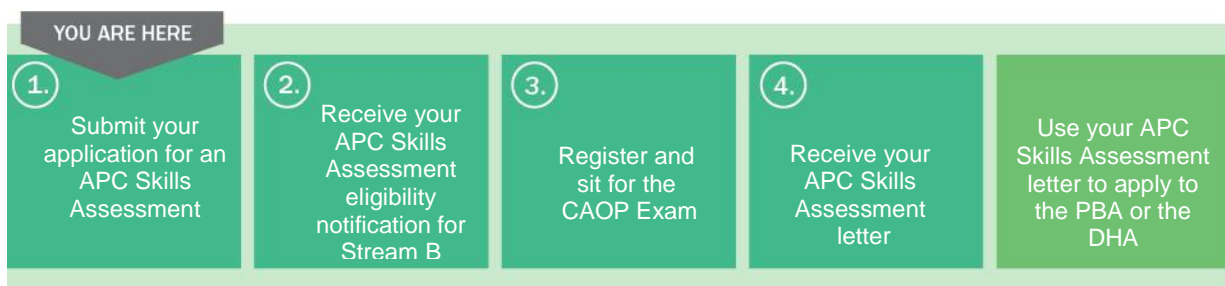 YOU ARE HERE
1.
Submit your
application for an
APC Skills
Assessment
2.
Receive your
APC Skills
Assessment
eligibility
notification for
Stream B
3.
Register and
sit for the
CAOP Exam
4.
Receive your
APC Skills
Assessment
letter
Use your APC
Skills Assessment
letter to apply to
the PBA or the
DHA